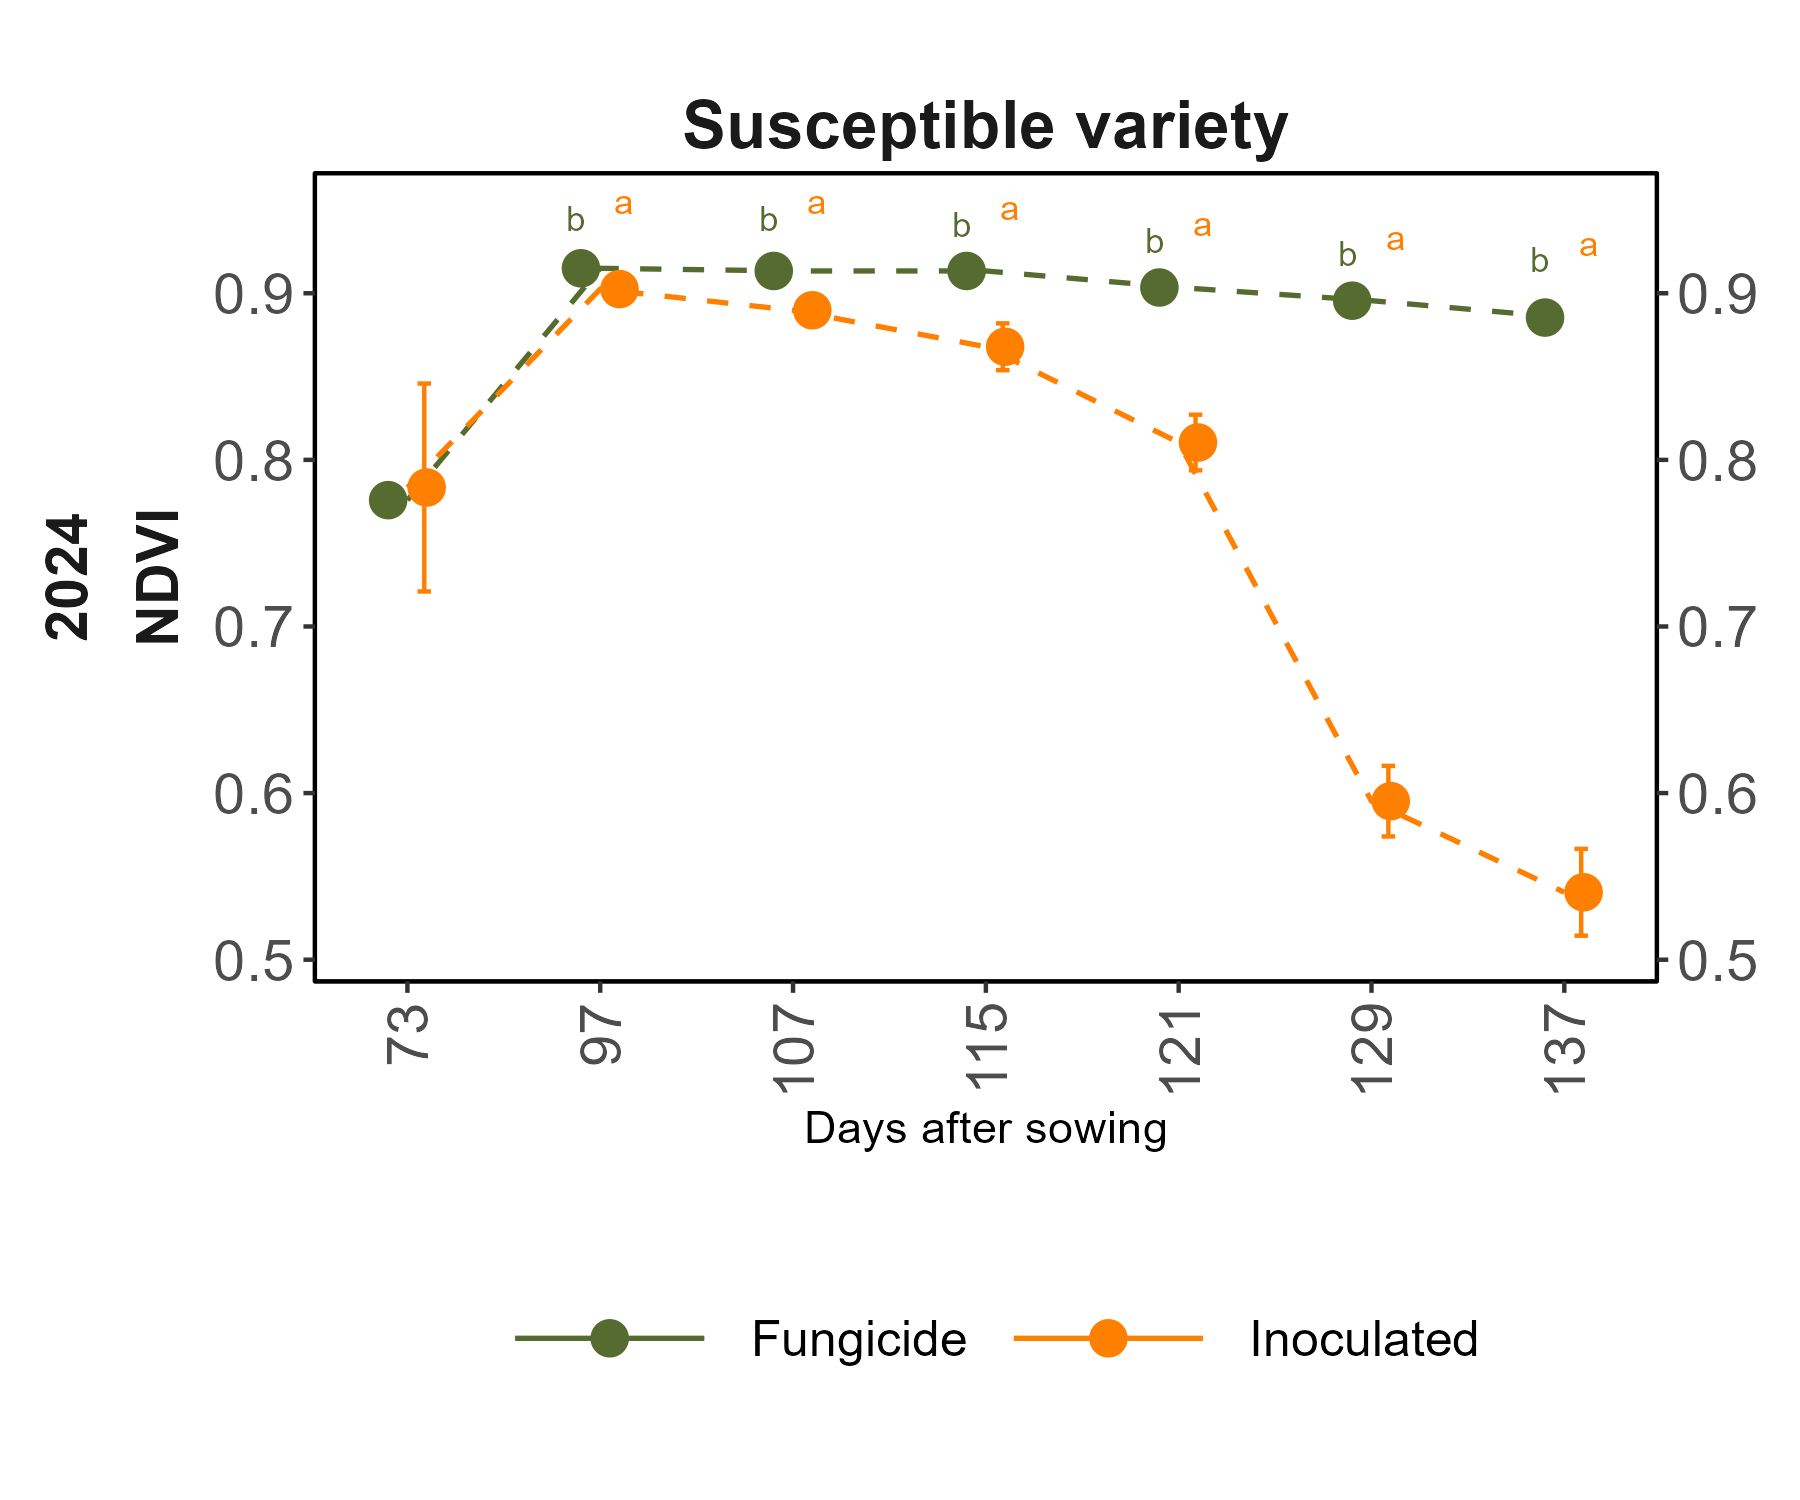 Susceptible variety
b a b a b a b a b a b a
2024
NDVI
0.9
0.8
0.7
0.6
0.5
0.9
0.8
0.7
0.6
0.5
73 97 107 115 121 129 137
Days after sowing
Fungicide Inoculated